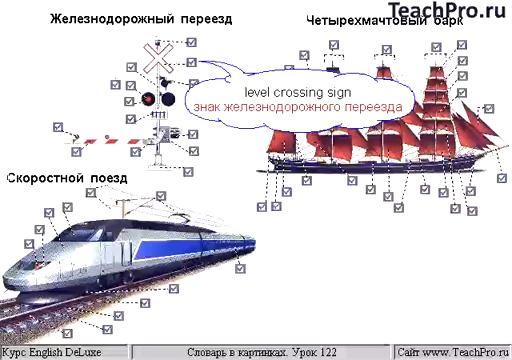 TeachPro.ru
Железнодорожный переезд
Четырехмачтовый барк
level crossing sign
знак железнодорожного переезда
Скоростной поезд
Курс English DeLuxe
Словарь в картинках. Урок 122
Сайт www.TeachPro.ru